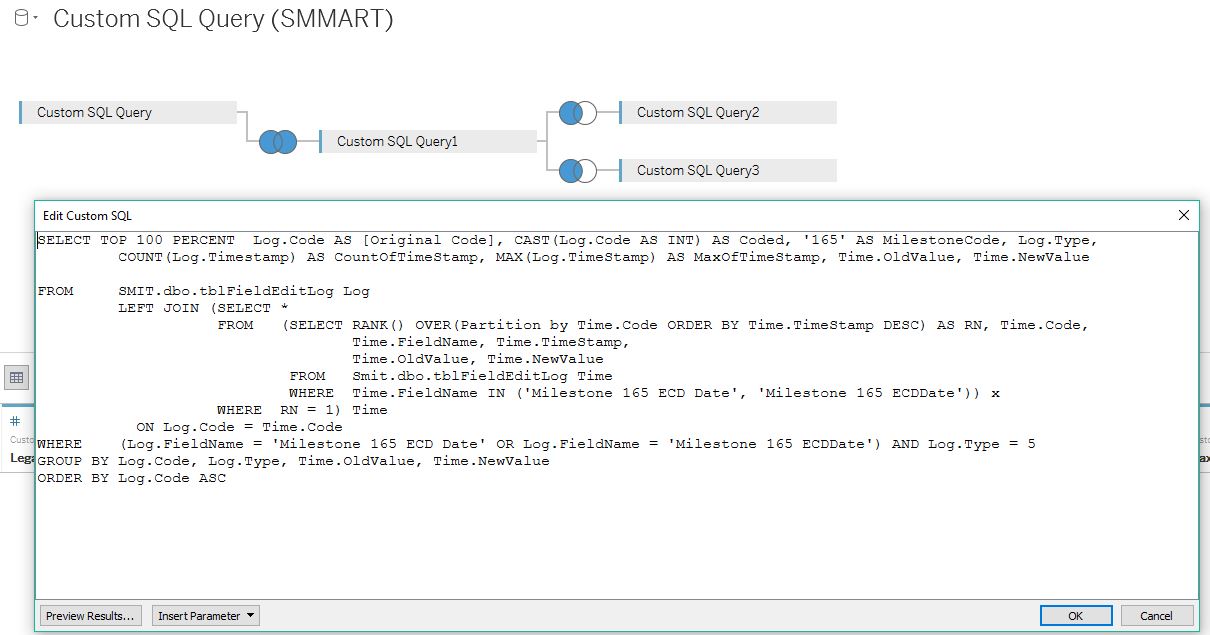 Custom SQL Query (SMMART)
Custom SQL Query
Custom SQL Query1
Custom SQL Query2
Custom SQL Query3
Edit Custom SQL
SELECT TOP 100 PERCENT  Log.Code AS [Original Code], CAST(Log.Code AS INT) AS Coded, '165' AS MilestoneCode, Log.Type,
COUNT(Log.Timestamp) AS CountOfTimeStamp, MAX(Log.TimeStamp) AS MaxOfTimeStamp, Time.OldValue, Time.NewValue
FROM     SMIT.dbo.tblFieldEditLog Log
LEFT JOIN (SELECT *
FROM   (SELECT RANK() OVER(Partition by Time.Code ORDER BY Time.TimeStamp DESC) AS RN, Time.Code,
Time.FieldName, Time.TimeStamp,
Time.OldValue, Time.NewValue
FROM   Smit.dbo.tblFieldEditLog Time
WHERE  Time.FieldName IN ('Milestone 165 ECD Date', 'Milestone 165 ECDDate')) x
WHERE  RN = 1) Time
ON Log.Code = Time.Code
WHERE    (Log.FieldName = 'Milestone 165 ECD Date' OR Log.FieldName = 'Milestone 165 ECDDate') AND Log.Type = 5
GROUP BY Log.Code, Log.Type, Time.OldValue, Time.NewValue
ORDER BY Log.Code ASC
#
Custo
Lega
Preview Results...
Insert Parameter
OK
Cancel